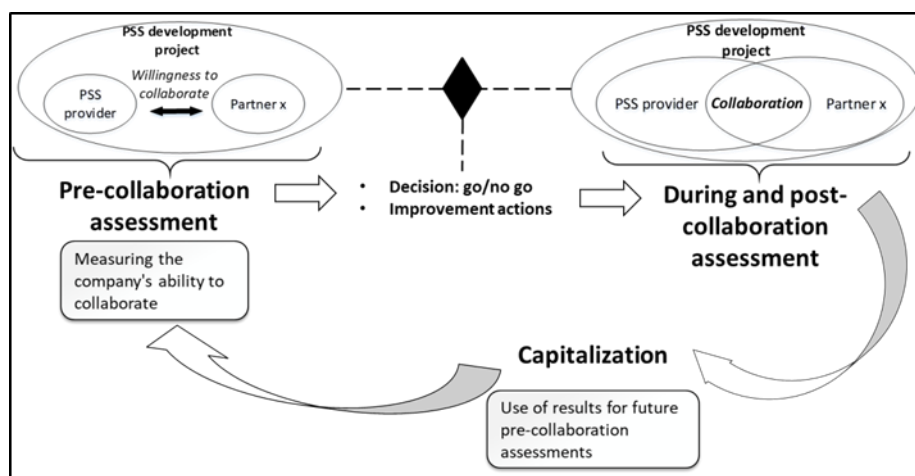 PSS development
project
Willingness to
collaborate
PSS
provider
Partner x
PSS development
project
PSS provider
Collaboration
Partner x
Pre-collaboration
assessment
• Decision: go/no go
• Improvement actions
During and post-
collaboration
assessment
Measuring the
company's ability to
collaborate
Capitalization
Use of results for future
pre-collaboration
assessments